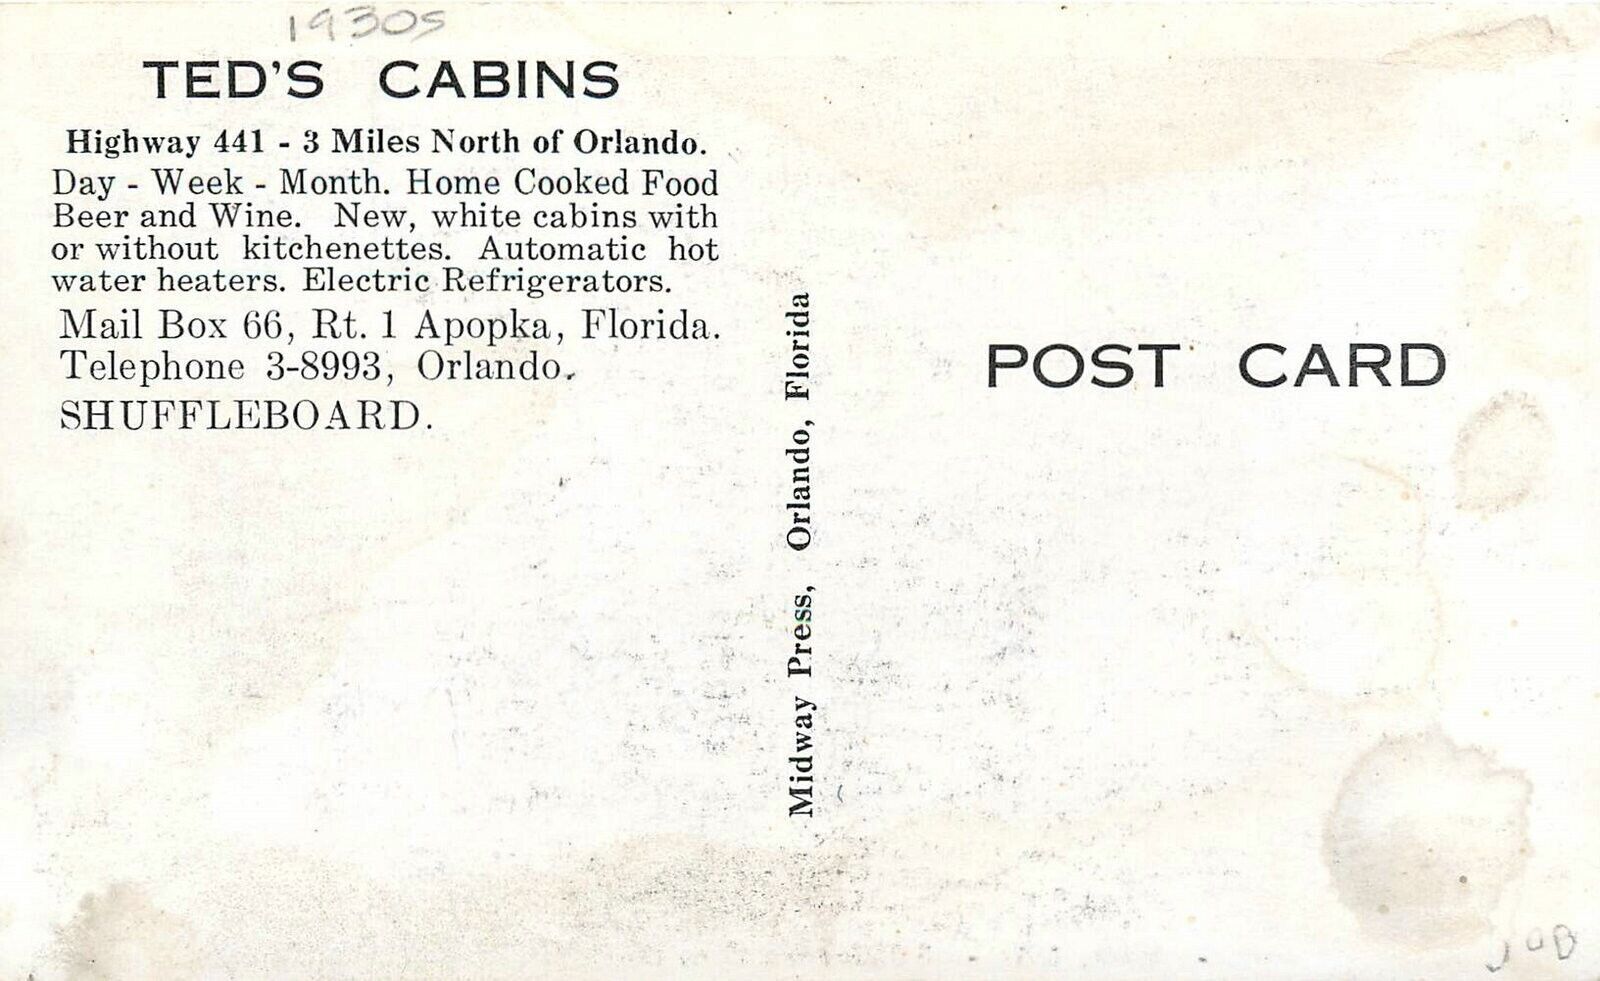 1930s
TED'S CABINS
Highway 441 - 3 Miles North of Orlando.
Day - Week - Month. Home Cooked Food
Beer and Wine. New, white cabins with
or without kitchenettes. Automatic hot
water heaters. Electric Refrigerators.
Mail Box 66, Rt. 1 Apopka, Florida.
Telephone 3-8993, Orlando.
SHUFFLEBOARD.
Midway Press, Orlando, Florida
POST CARD